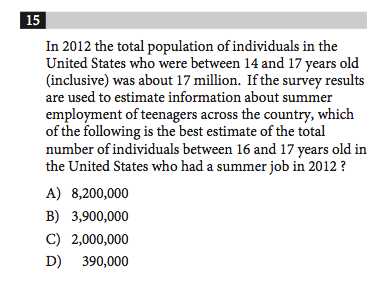 15
In 2012 the total population of individuals in the
United States who were between 14 and 17 years old
(inclusive) was about 17 million. If the survey results
are used to estimate information about summer
employment of teenagers across the country, which
of the following is the best estimate of the total
number of individuals between 16 and 17 years old in
the United States who had a summer job in 2012 ?
A) 8,200,000
B) 3,900,000
C) 2,000,000
D) 390,000